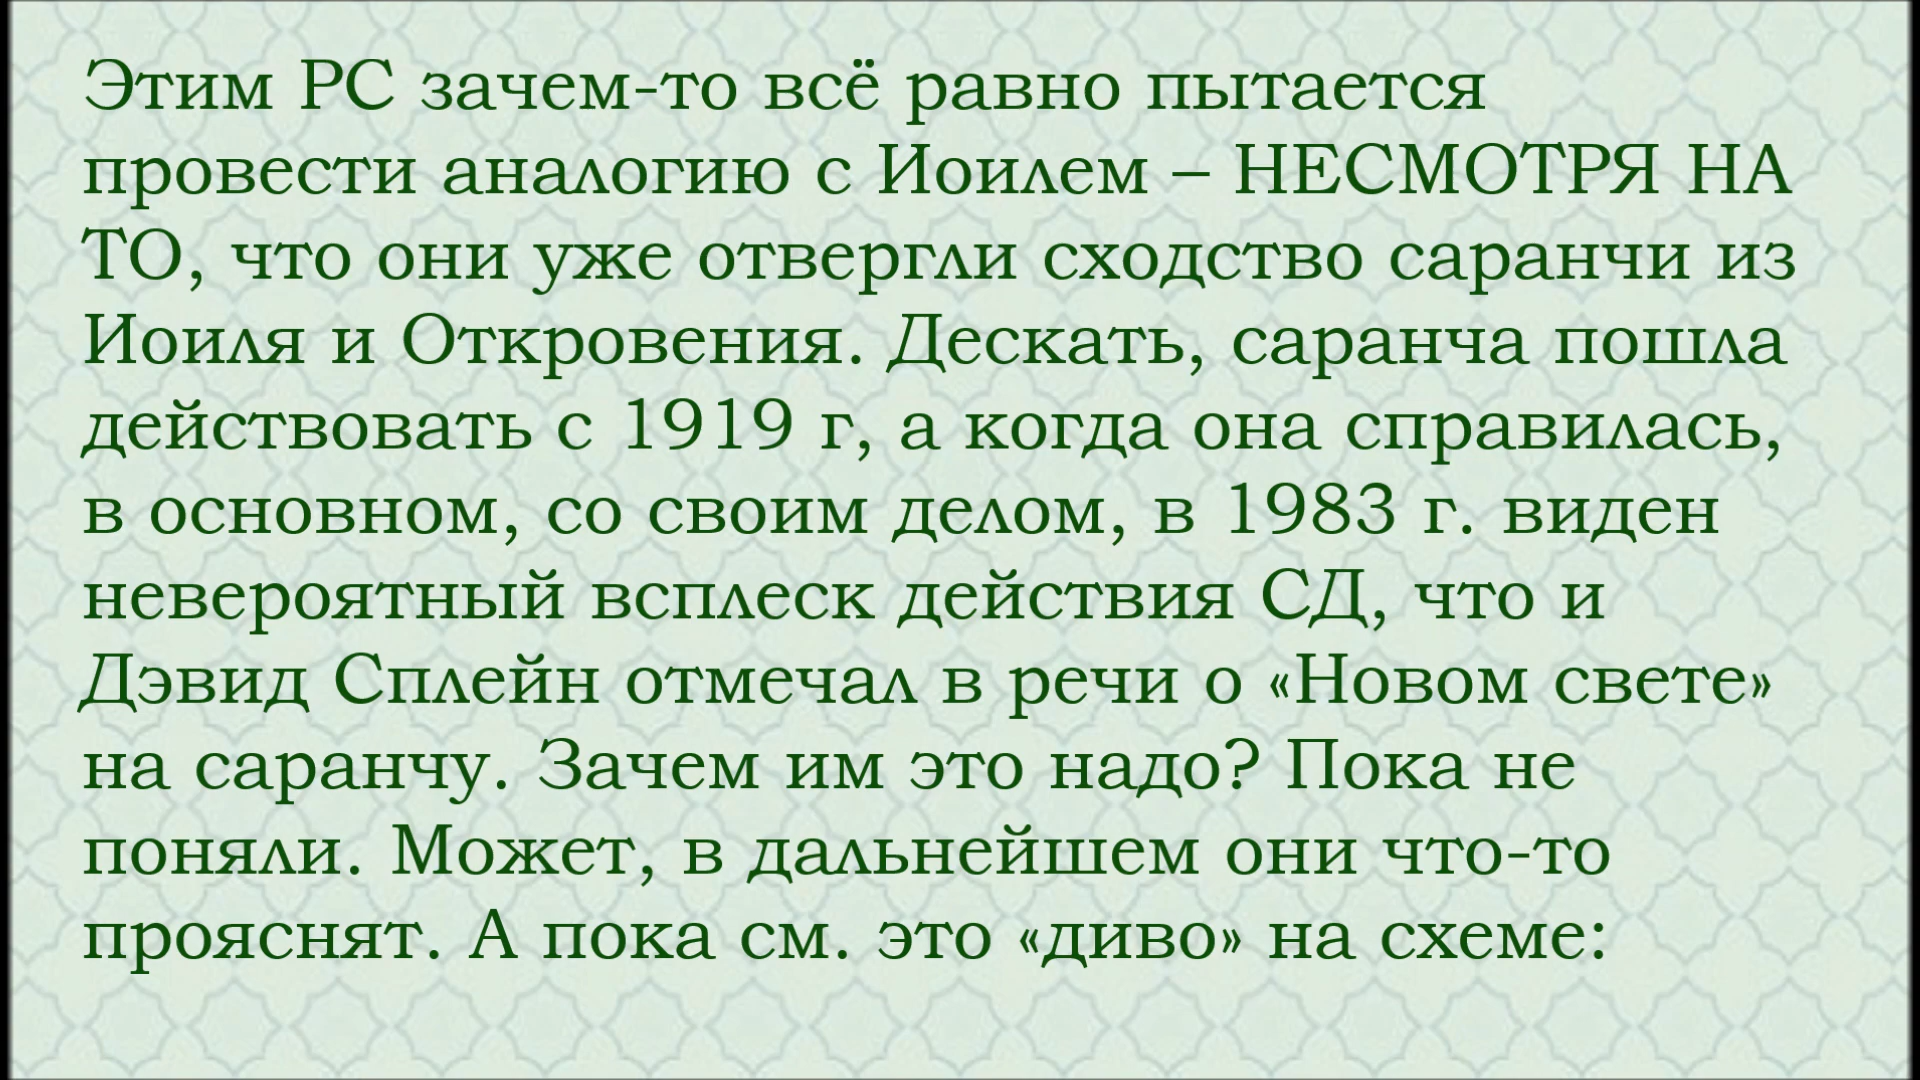 Этим РС зачем-то всё равно пытается
провести аналогию с Иоилем – НЕСМОТРЯ НА
ТО, что они уже отвергли сходство саранчи из
Иоиля и Откровения. Дескать, саранча пошла
действовать с 1919 г, а когда она справилась,
в основном, со своим делом, в 1983 г. виден
невероятный всплеск действия СД, что и
Дэвид Сплейн отмечал в речи о «Новом свете»
на саранчу. Зачем им это надо? Пока не
поняли. Может, в дальнейшем они что-то
прояснят. А пока см. это «диво» на схеме: